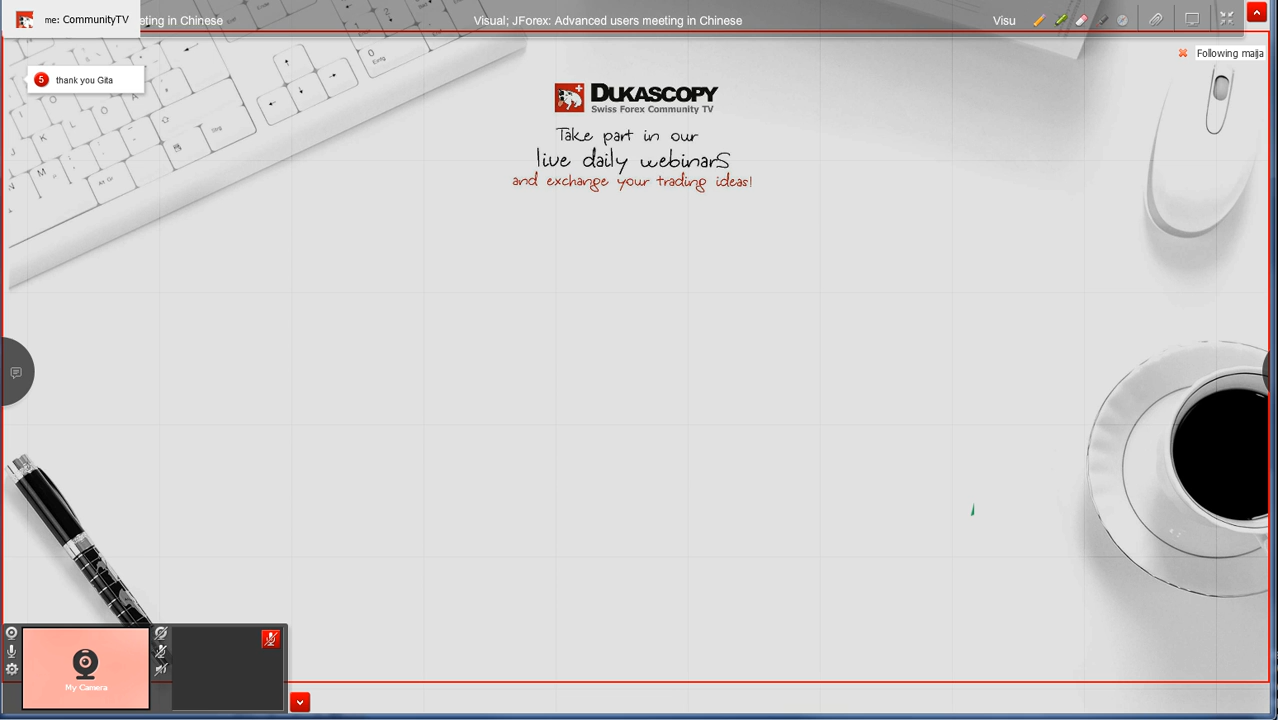 me: CommunityTV
eeting in Chinese
Visual; JForex: Advanced users meeting in Chinese
Visu
Following maija
5
thank you Gita
DUKASCOPY
Swiss Forex Community TV
Take part in our
live daily webinarS
and exchange your trading ideas!
My Camera